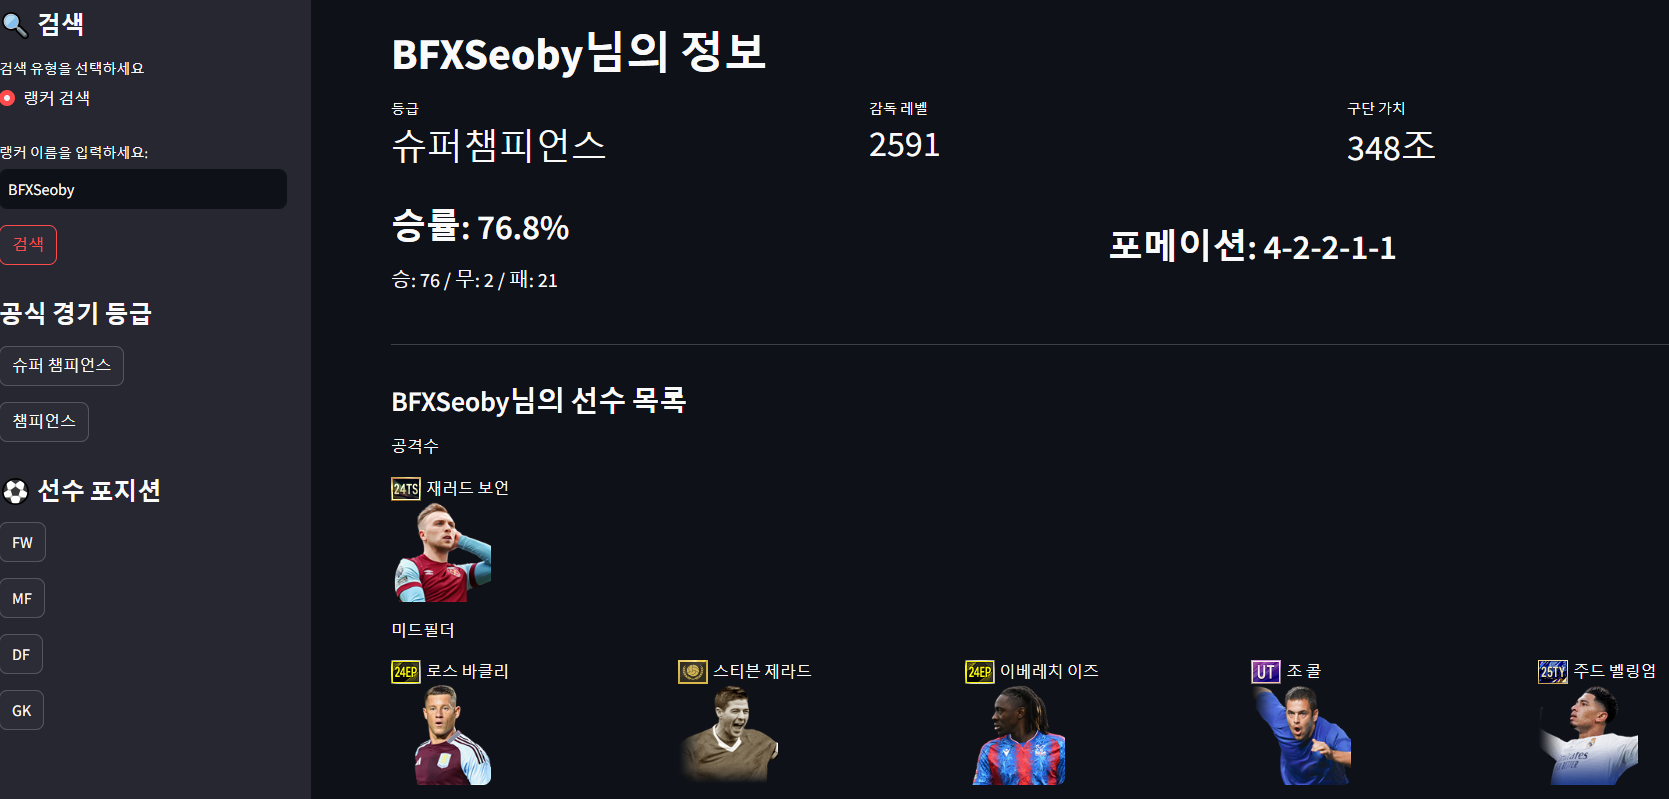 검색
검색 유형을 선택하세요
랭커 검색
랭커 이름을 입력하세요:
BFXSeoby
검색
공식 경기 등급
슈퍼 챔피언스
챔피언스
선수 포지션
FW
MF
DF
GK
BFXSeoby님의 정보
등급
슈퍼챔피언스
감독 레벨
2591
구단 가치
348조
승률: 76.8%
승: 76 / 무: 2 / 패: 21
포메이션: 4-2-2-1-1
BFXSeoby님의 선수 목록
공격수
24TS 재러드 보언
미드필더
24EP 로스 바클리
스티븐 제라드
24EP 이베레치 이즈
UT 조 콜
25TY 주드 벨링엄